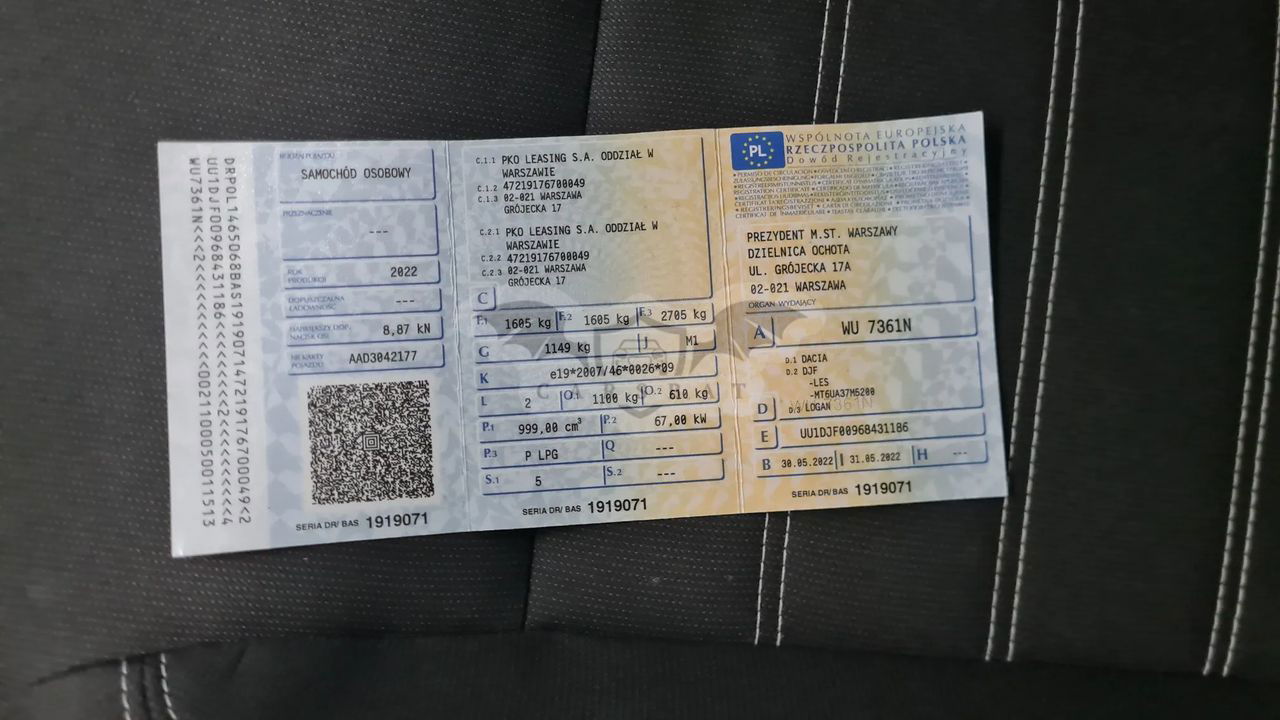 DRPOL1465068BAS1919071472191767000​49<2
UU1DJF00968431186<<<<<<<<<<<<<<4
WU7361N<<<2<<<<<<<<<<<<002110005​0011513
RODZAJ POJAZDU
SAMOCHÓD OSOBOWY
PRZEZNACZENIE
---
ROK PRODUKCJI
2022
DOPUSZCZALNA ŁADOWNOŚĆ
---
NAJWIĘKSZY DOP. NACISK OSI
8,87 kN
NR KARTY POJAZDU
AAD3042177
SERIA DR/ BAS 1919071
C.1.1 PKO LEASING S.A. ODDZIAŁ W
WARSZAWIE
C.1.2 47219176700049
C.1.3 02-021 WARSZAWA
GRÓJECKA 17
C.2.1 PKO LEASING S.A. ODDZIAŁ W
WARSZAWIE
C.2.2 47219176700049
C.2.3 02-021 WARSZAWA
GRÓJECKA 17
C
F.1 1605 kg F.2 1605 kg F.3 2705 kg
G 1149 kg J M1
K e19*2007/46*0026*09
L 2 O.1 1100 kg O.2 610 kg
P.1 999,00 cm³ P.2 67,00 kW
P.3 P LPG Q ---
S.1 5 S.2 ---
SERIA DR/ BAS 1919071
CARSBAT
PL
WSPÓLNOTA EUROPEJSKA
RZECZPOSPOLITA POLSKA
Dowód Rejestracyjny
PREZYDENT M.ST. WARSZAWY
DZIELNICA OCHOTA
UL. GRÓJECKA 17A
02-021 WARSZAWA
ORGAN WYDAJĄCY
A WU 7361N
D.1 DACIA
D.2 DJF
-LES
-MT6UA37M5200
D D.3 LOGAN
WU 7361N
E UU1DJF00968431186
B 30.05.2022 I 31.05.2022 H ---
SERIA DR/ BAS 1919071